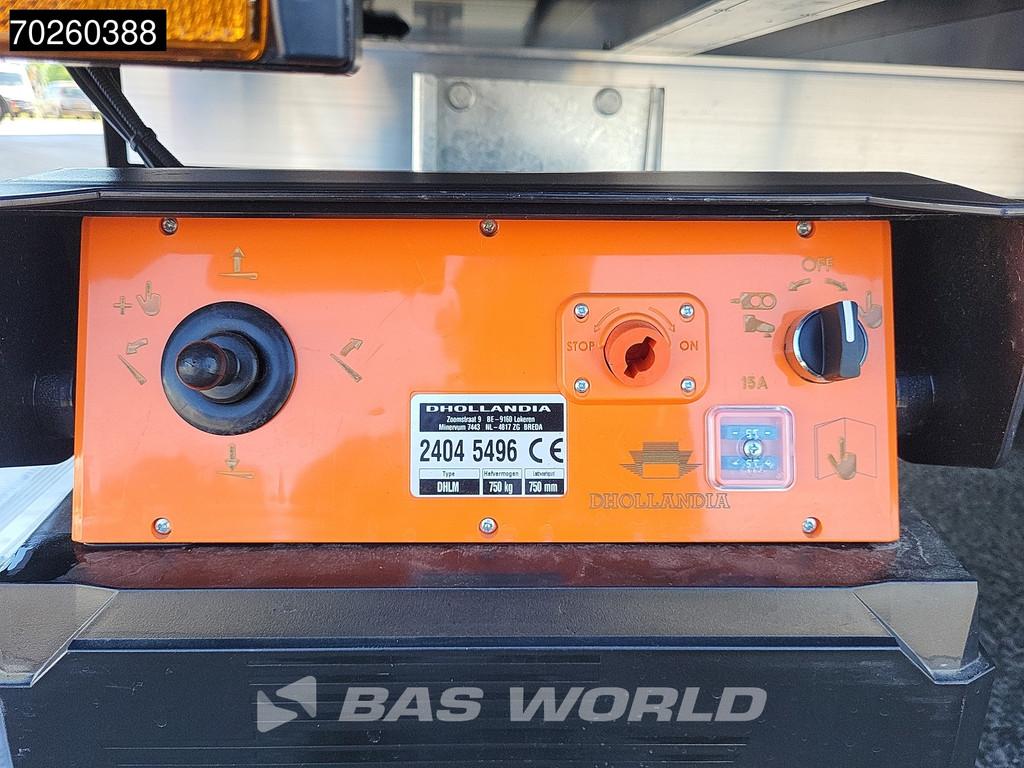 70260388
OFF
STOP
ON
15A
DHOLLANDIA
Zoomstraat 9 BE-9160 Lokeren
Minervum 7443 NL-4817 ZG BREDA
2404 5496 CE
Type Hefvermogen
DHLM 750 kg 750 mm
DHOLLANDIA
BAS WORLD